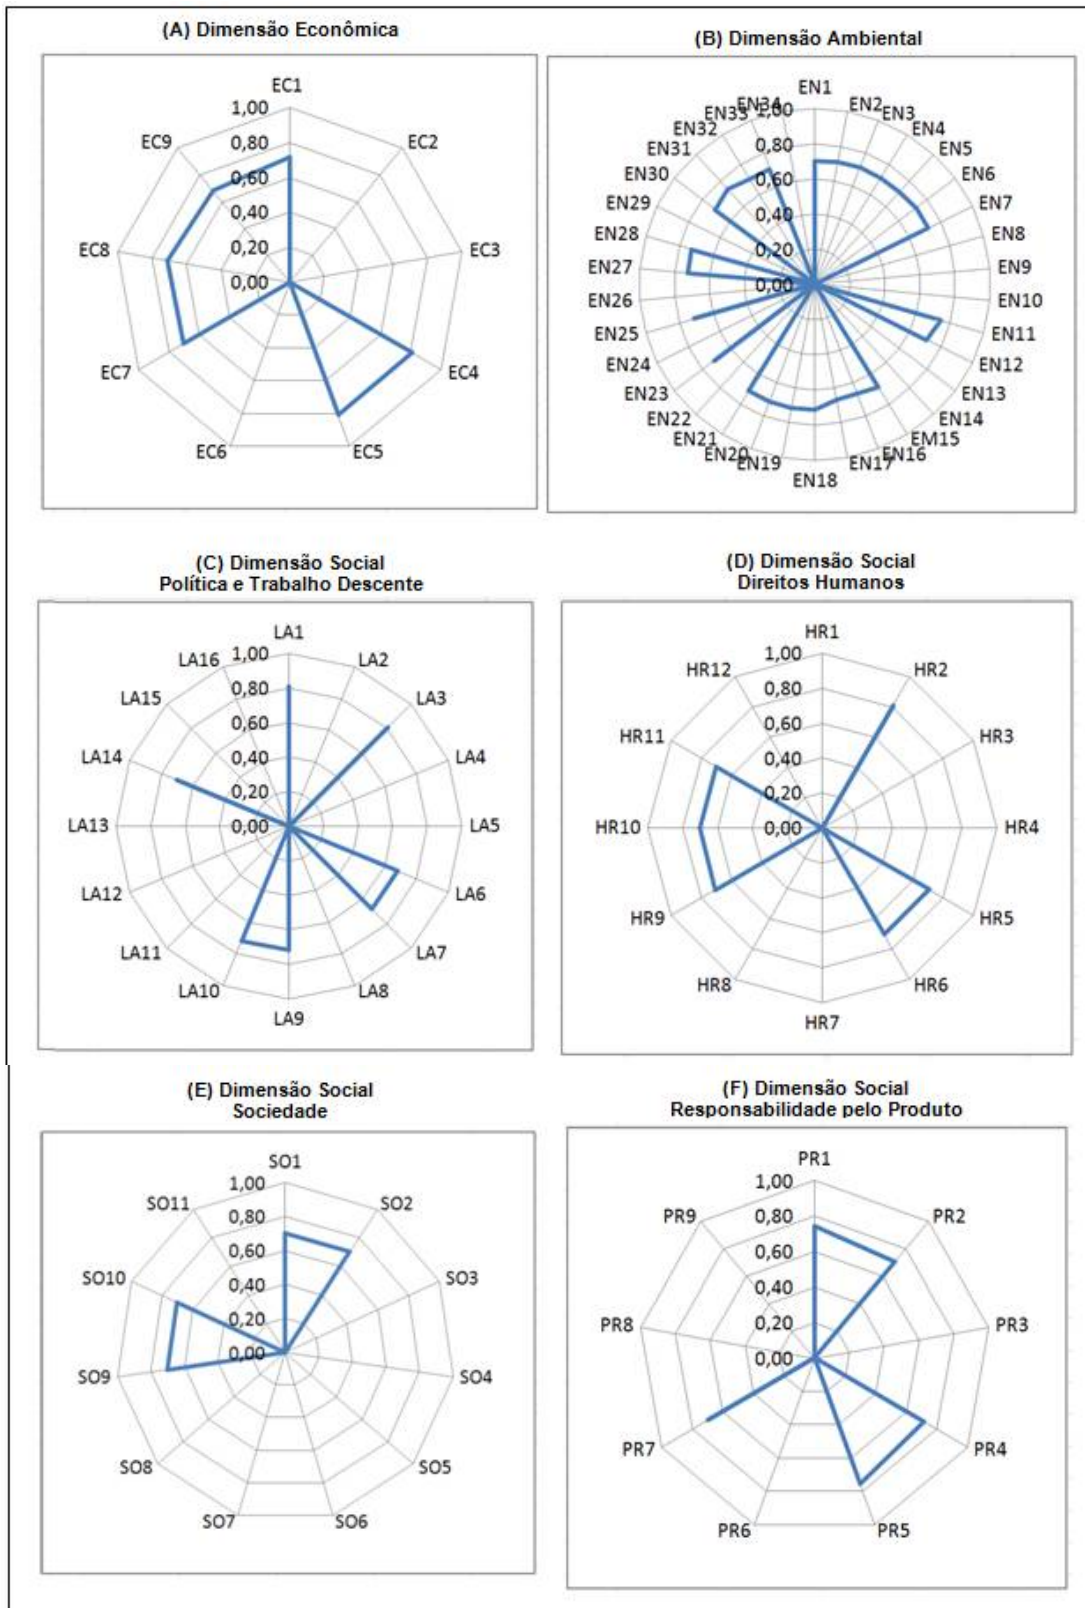 (A) Dimensão Econômica
EC1
1,00
0,80
0,60
0,40
0,20
0,00
EC2
EC3
EC4
EC5
EC6
EC7
EC8
EC9
(B) Dimensão Ambiental
EN1
1,00
0,80
0,60
0,40
0,20
0,00
EN2
EN3
EN4
EN5
EN6
EN7
EN8
EN9
EN10
EN11
EN12
EN13
EN14
EM15
EN16
EN17
EN18
EN19
EN20
EN21
EN22
EN23
EN24
EN25
EN26
EN27
EN28
EN29
EN30
EN31
EN32
EN33
EN34
(C) Dimensão Social
Política e Trabalho Descente
LA1
1,00
0,80
0,60
0,40
0,20
0,00
LA2
LA3
LA4
LA5
LA6
LA7
LA8
LA9
LA10
LA11
LA12
LA13
LA14
LA15
LA16
(D) Dimensão Social
Direitos Humanos
HR1
1,00
0,80
0,60
0,40
0,20
0,00
HR2
HR3
HR4
HR5
HR6
HR7
HR8
HR9
HR10
HR11
HR12
(E) Dimensão Social
Sociedade
SO1
1,00
0,80
0,60
0,40
0,20
0,00
SO2
SO3
SO4
SO5
SO6
SO7
SO8
SO9
SO10
SO11
(F) Dimensão Social
Responsabilidade pelo Produto
PR1
1,00
0,80
0,60
0,40
0,20
0,00
PR2
PR3
PR4
PR5
PR6
PR7
PR8
PR9